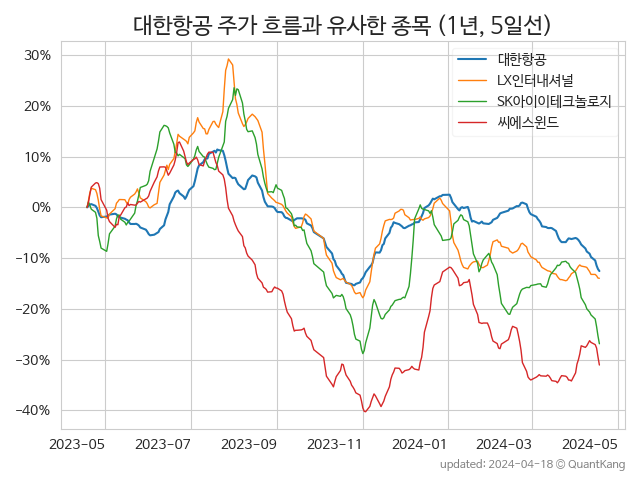 대한항공 주가 흐름과 유사한 종목 (1년, 5일선)
30%
20%
10%
0%
−10%
−20%
−30%
−40%
대한항공
LX인터내셔널
SK아이이테크놀로지
씨에스윈드
2023-05 2023-07 2023-09 2023-11 2024-01 2024-03 2024-05
updated: 2024-04-18 © QuantKang